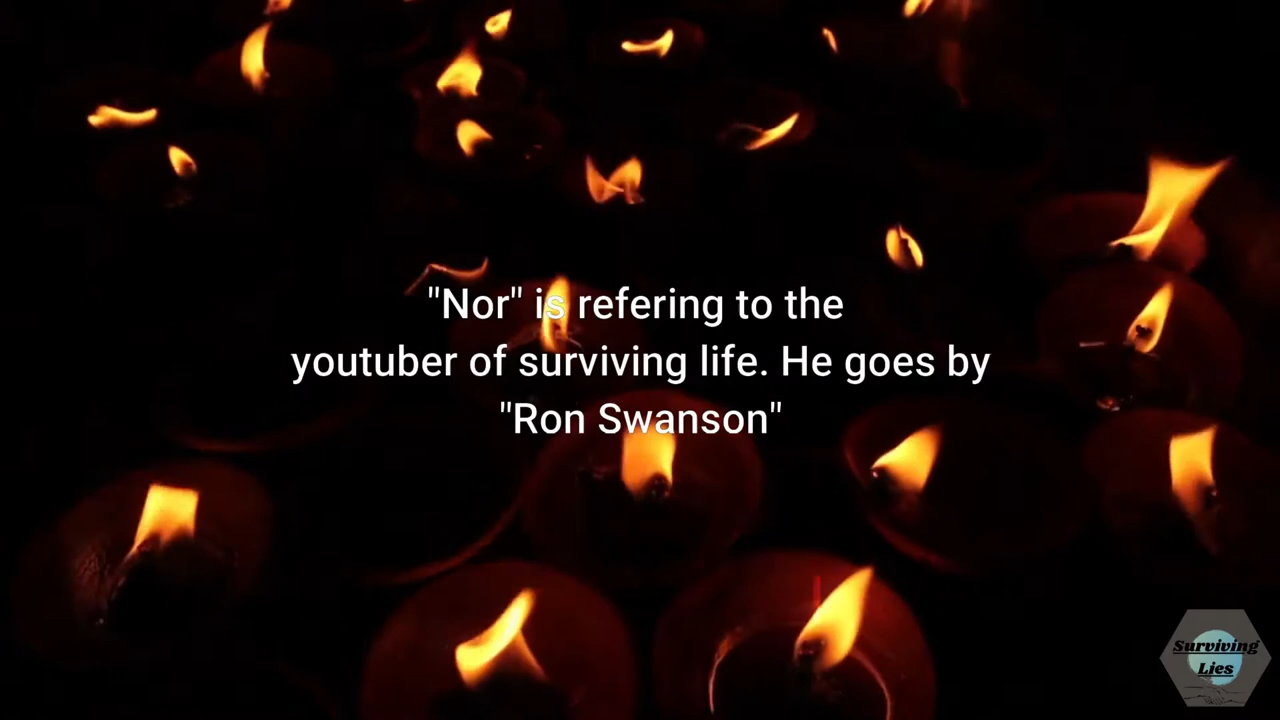 "Nor" is refering to the
youtuber of surviving life. He goes by
"Ron Swanson"
Surviving
Lies